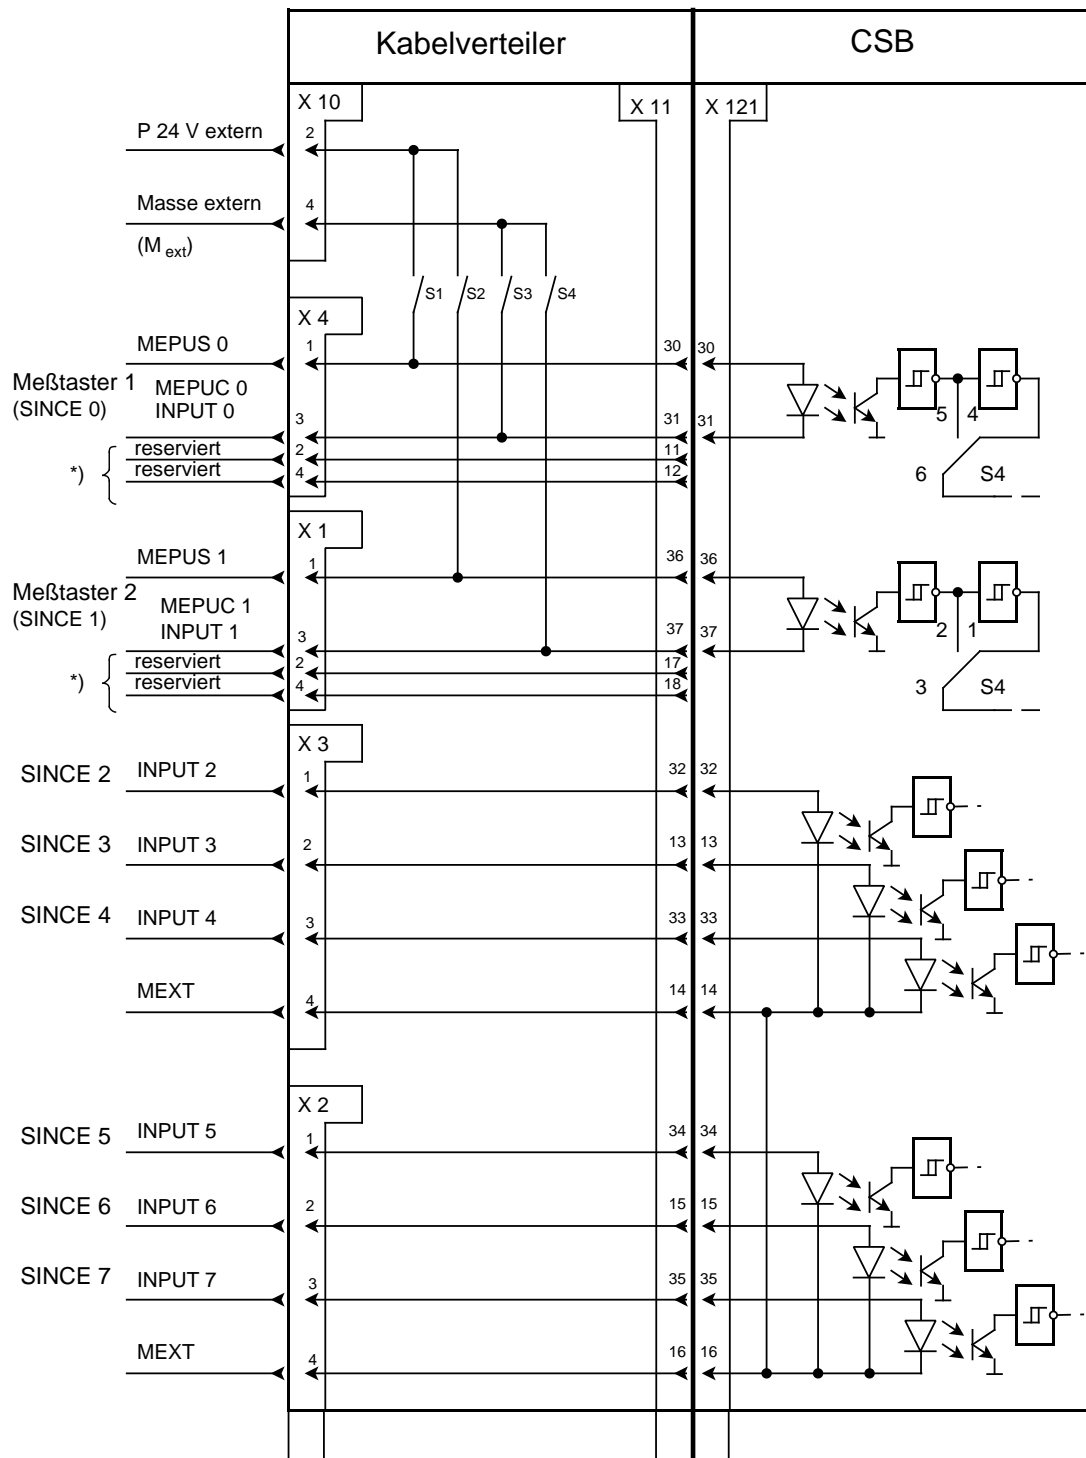 Kabelverteiler CSB
X 10 X 11 X 121
P 24 V extern 2
Masse extern 4
(M ext)
S1 S2 S3 S4
X 4
MEPUS 0 1 30 30
Meßtaster 1
(SINCE 0)
MEPUC 0
INPUT 0 3 31 31
5 4
6 S4
*) reserviert 2 11
reserviert 4 12
X 1
MEPUS 1 1 36 36
Meßtaster 2
(SINCE 1)
MEPUC 1
INPUT 1 3 37 37
2 1
3 S4
*) reserviert 2 17
reserviert 4 18
X 3
SINCE 2 INPUT 2 1 32 32
SINCE 3 INPUT 3 2 13 13
SINCE 4 INPUT 4 3 33 33
MEXT 4 14 14
X 2
SINCE 5 INPUT 5 1 34 34
SINCE 6 INPUT 6 2 15 15
SINCE 7 INPUT 7 3 35 35
MEXT 4 16 16